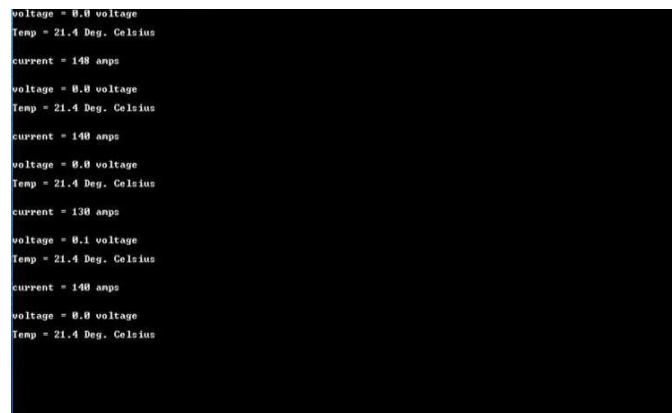 voltage = 0.0 voltage
Temp = 21.4 Deg. Celsius
current = 148 amps
voltage = 0.0 voltage
Temp = 21.4 Deg. Celsius
current = 140 amps
voltage = 0.0 voltage
Temp = 21.4 Deg. Celsius
current = 130 amps
voltage = 0.1 voltage
Temp = 21.4 Deg. Celsius
current = 140 amps
voltage = 0.0 voltage
Temp = 21.4 Deg. Celsius